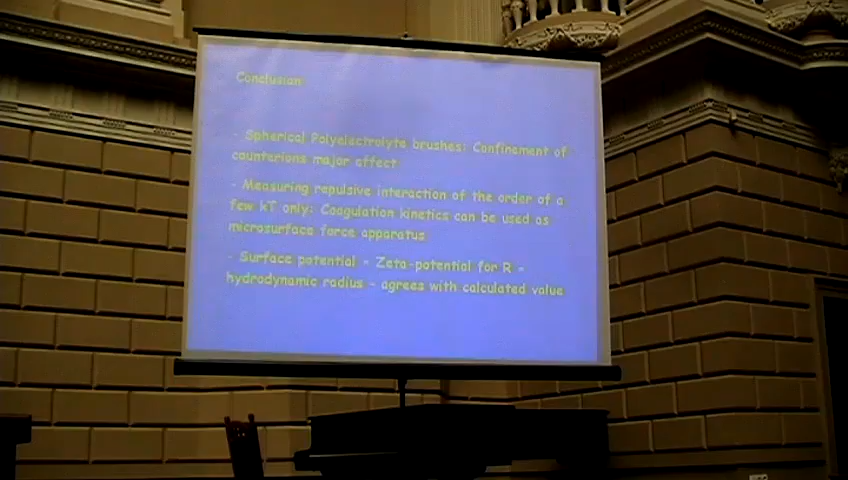 Conclusion:
- Spherical Polyelectrolyte brushes: Confinement of
counterions major effect
- Measuring repulsive interaction of the order of a
few kT only: Coagulation kinetics can be used as
microsurface force apparatus
- Surface potential = Zeta-potential for R =
hydrodynamic radius - agrees with calculated value